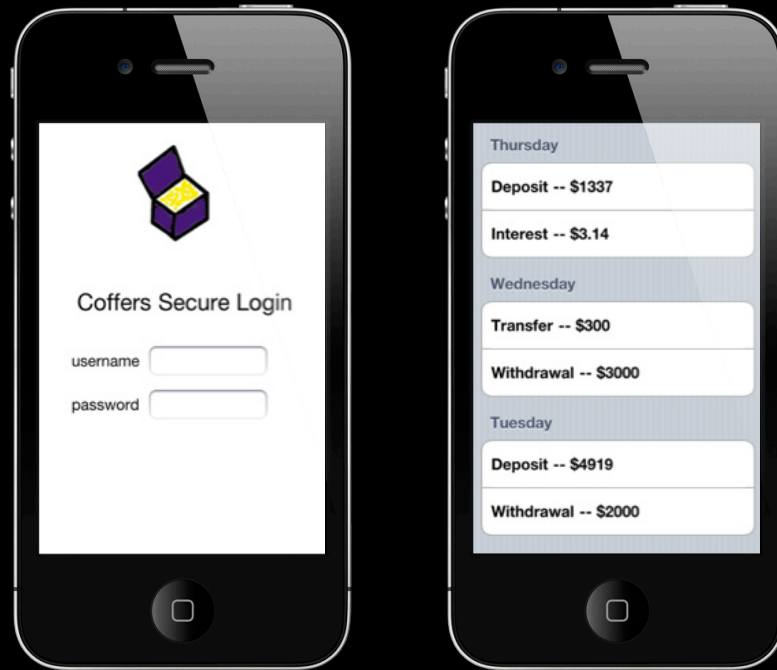 Coffers Secure Login
username
password
Thursday
Deposit -- $1337
Interest -- $3.14
Wednesday
Transfer -- $300
Withdrawal -- $3000
Tuesday
Deposit -- $4919
Withdrawal -- $2000